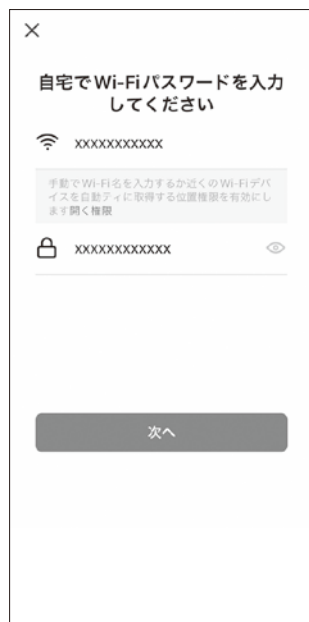 自宅でWi-Fiパスワードを入力
してください
xxxxxxxxxxx
手動でWi-Fi名を入力するか近くのWi-Fiデバ
イスを自動ティに取得する位置権限を有効にし
ます開く権限
xxxxxxxxxxxx
次へ